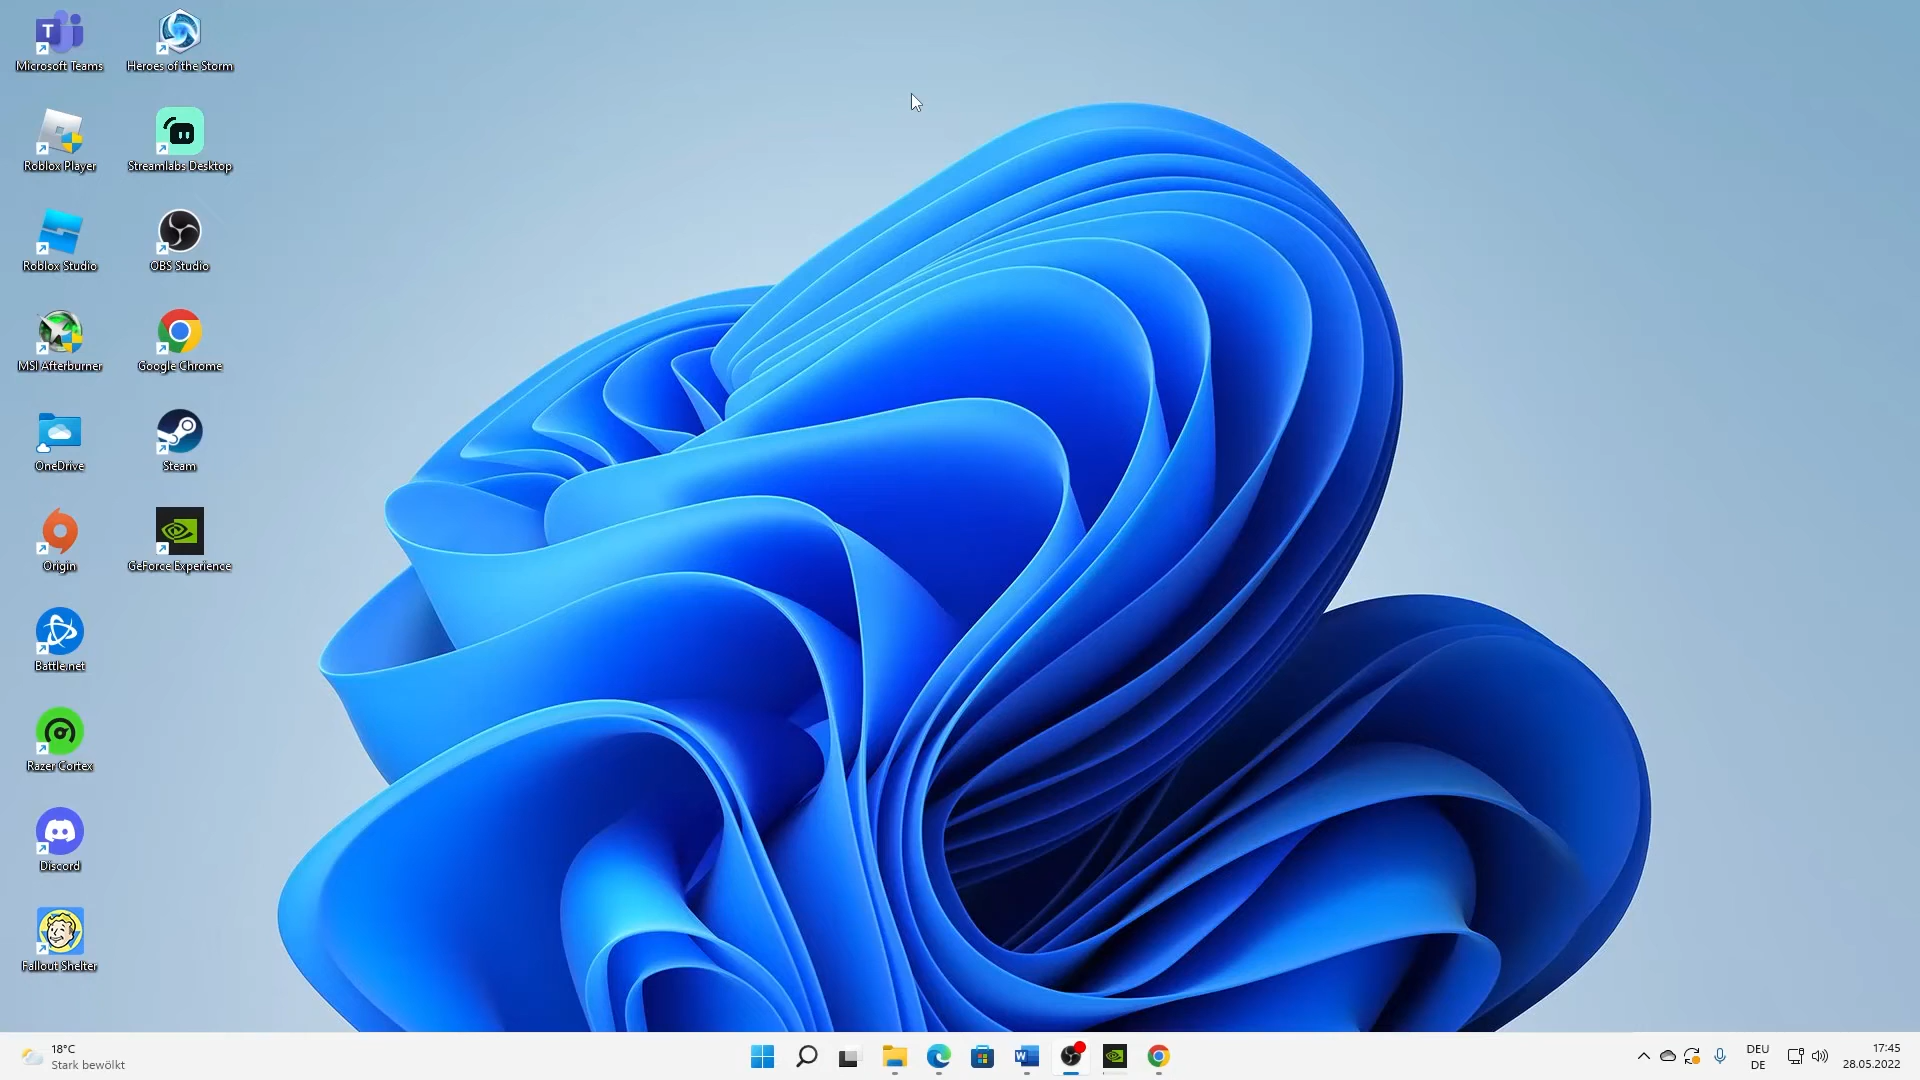 Microsoft Teams
Heroes of the Storm
Roblox Player
Streamlabs Desktop
Roblox Studio
OBS Studio
MSI Afterburner
Google Chrome
OneDrive
Steam
Origin
GeForce Experience
Battle.net
Razer Cortex
Discord
Fallout Shelter
18°C
Stark bewölkt
DEU
DE
17:45
28.05.2022